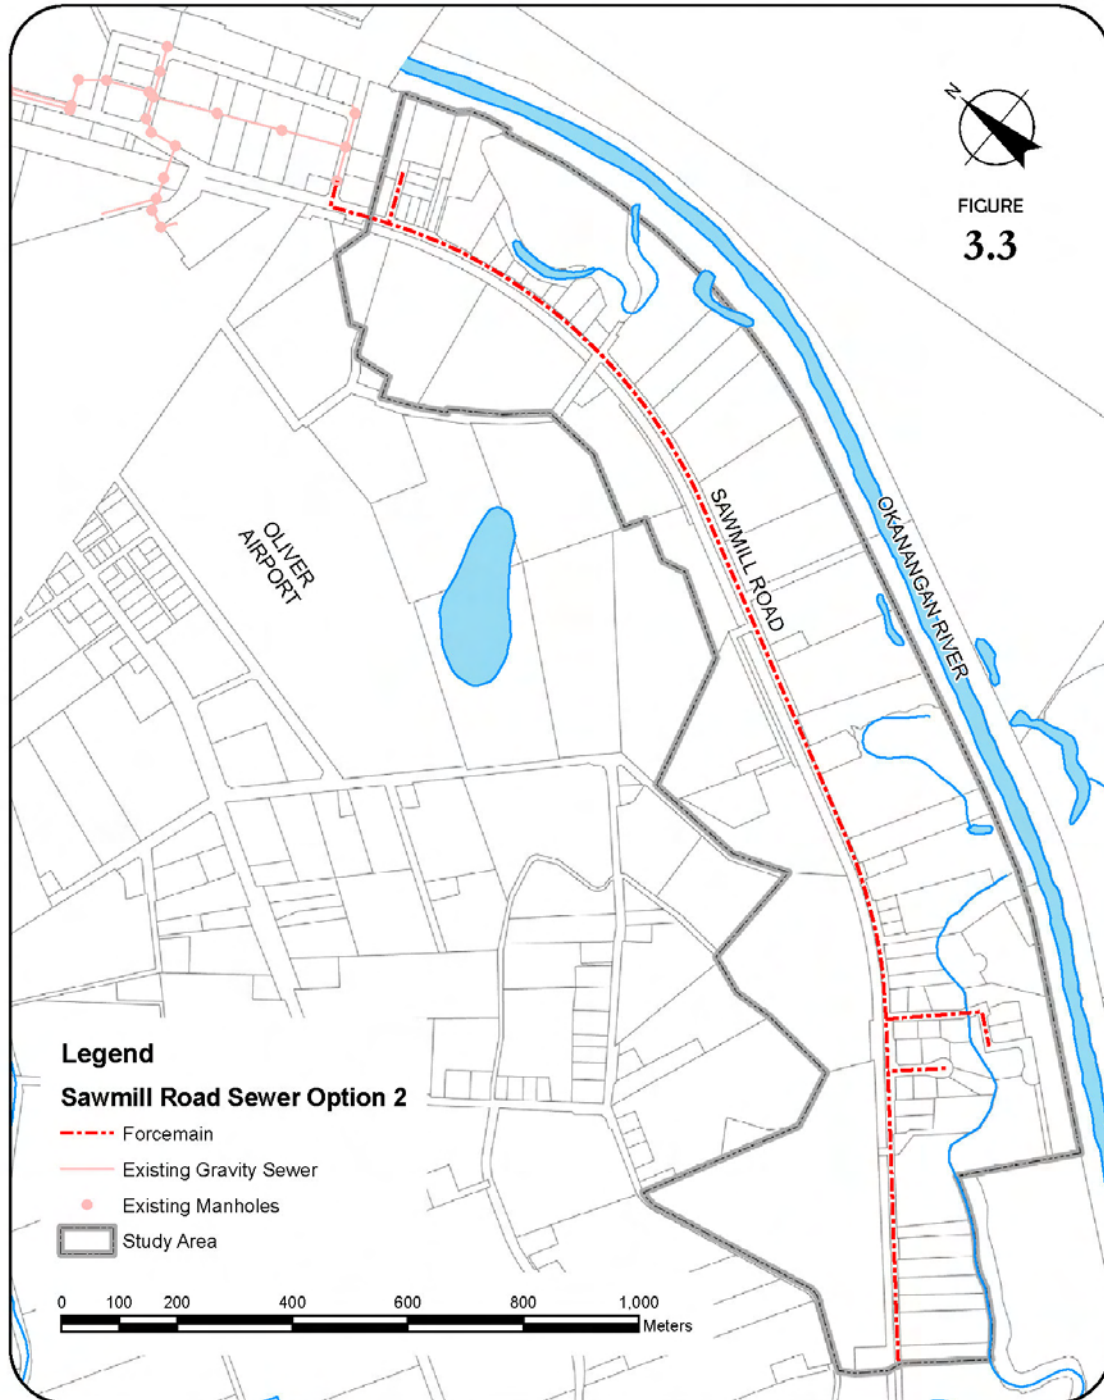 N
FIGURE
3.3
OLIVER
AIRPORT
SAWMILL ROAD
OKANANGAN RIVER
Legend
Sawmill Road Sewer Option 2
Forcemain
Existing Gravity Sewer
Existing Manholes
Study Area
0 100 200 400 600 800 1,000
Meters